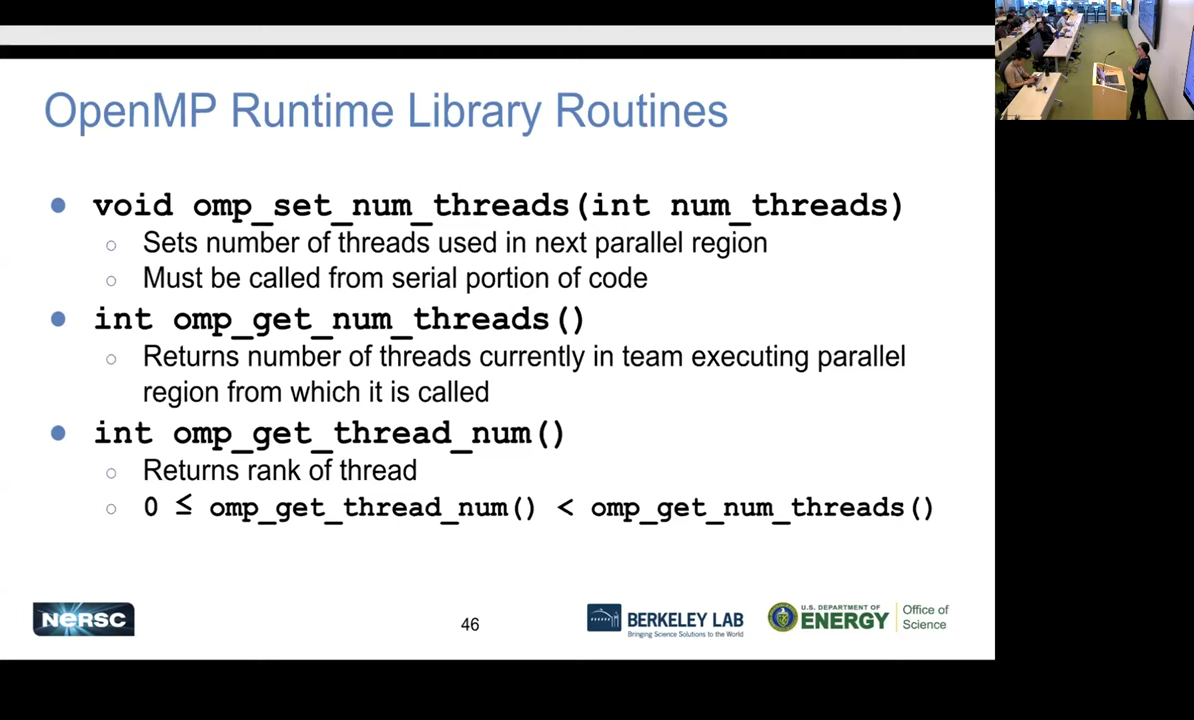 OpenMP Runtime Library Routines
● void omp_set_num_threads(int num_threads)
○ Sets number of threads used in next parallel region
○ Must be called from serial portion of code
● int omp_get_num_threads()
○ Returns number of threads currently in team executing parallel
region from which it is called
● int omp_get_thread_num()
○ Returns rank of thread
○ 0 ≤ omp_get_thread_num() < omp_get_num_threads()
NERSC
46
BERKELEY LAB
Bringing Science Solutions to the World
U.S. DEPARTMENT OF
ENERGY
Office of
Science